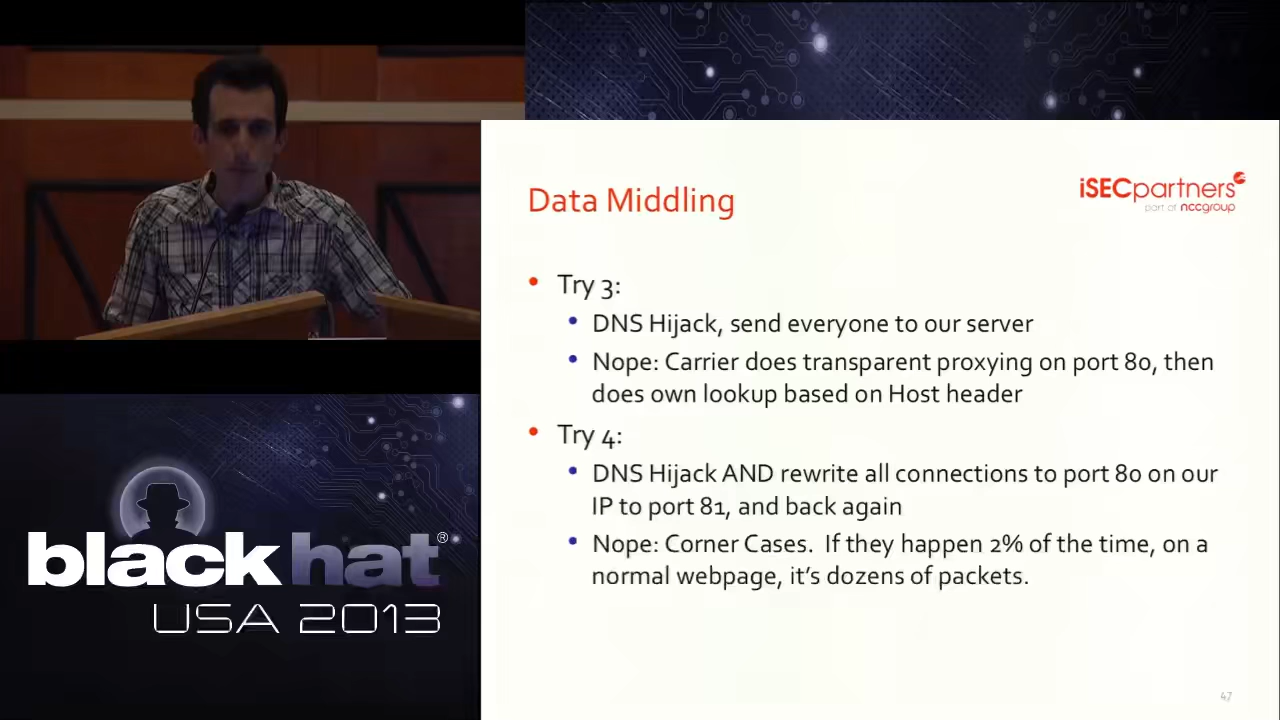 Data Middling
iSECpartners
part of nccgroup
• Try 3:
• DNS Hijack, send everyone to our server
• Nope: Carrier does transparent proxying on port 80, then
does own lookup based on Host header
• Try 4:
• DNS Hijack AND rewrite all connections to port 80 on our
IP to port 81, and back again
• Nope: Corner Cases.  If they happen 2% of the time, on a
normal webpage, it's dozens of packets.
47
blackhat®
USA 2013